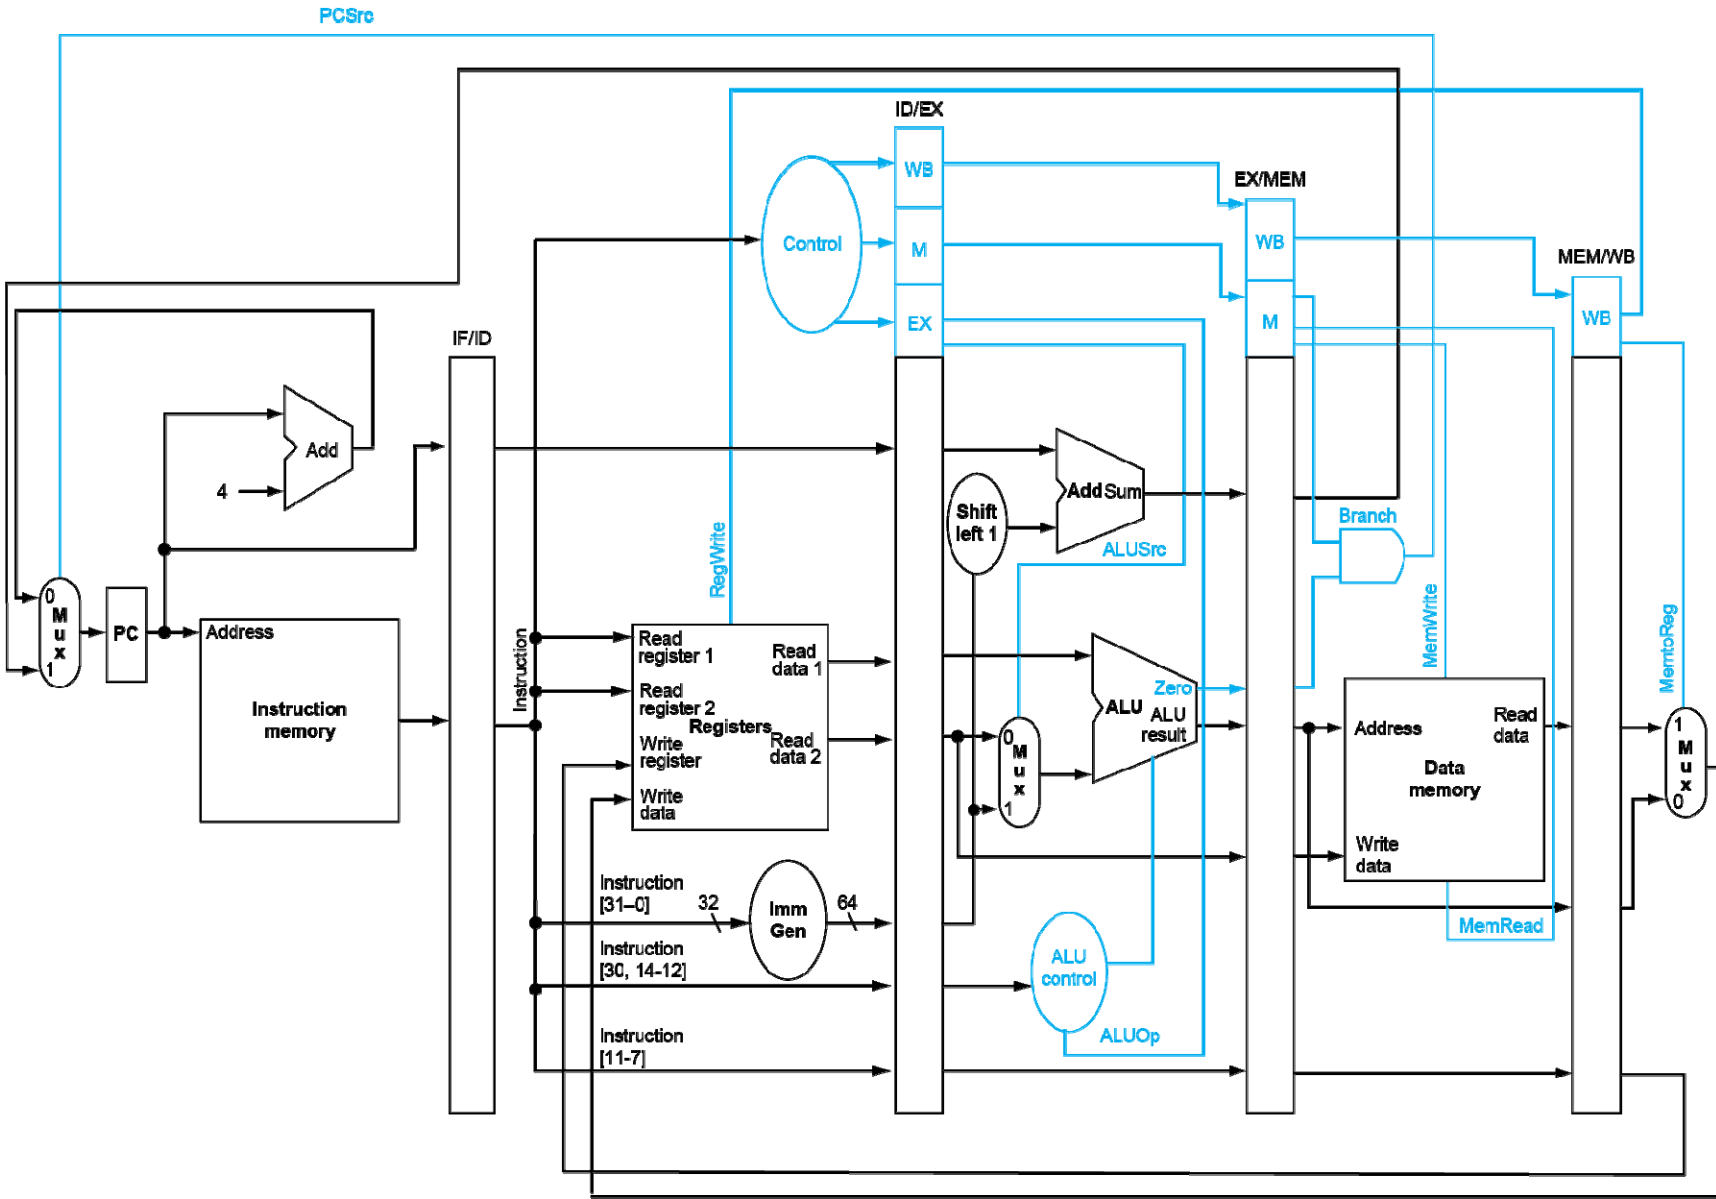 PCSrc
ID/EX
WB
EX/MEM
Control
M
WB
MEM/WB
EX
M
WB
IF/ID
Add
4
Add Sum
Shift
left 1
Branch
ALUSrc
RegWrite
MemWrite
MemtoReg
0
M
u
x
1
PC
Address
Instruction
memory
Instruction
Read
register 1
Read
data 1
Read
register 2
Registers
Write
register
Read
data 2
Write
data
Zero
ALU
ALU
result
0
M
u
x
1
Address
Read
data
Data
memory
Write
data
1
M
u
x
0
Instruction
[31–0]
32
Imm
Gen
64
Instruction
[30, 14-12]
ALU
control
MemRead
Instruction
[11-7]
ALUOp